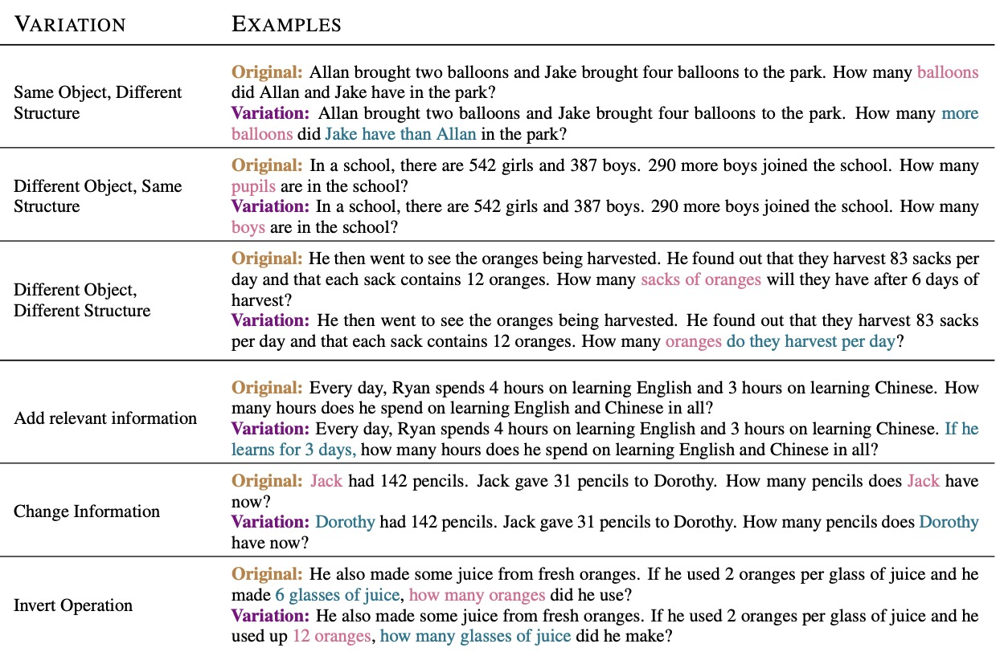 VARIATION EXAMPLES
Same Object, Different
Structure
Original: Allan brought two balloons and Jake brought four balloons to the park. How many balloons
did Allan and Jake have in the park?
Variation: Allan brought two balloons and Jake brought four balloons to the park. How many more
balloons did Jake have than Allan in the park?
Different Object, Same
Structure
Original: In a school, there are 542 girls and 387 boys. 290 more boys joined the school. How many
pupils are in the school?
Variation: In a school, there are 542 girls and 387 boys. 290 more boys joined the school. How many
boys are in the school?
Different Object,
Different Structure
Original: He then went to see the oranges being harvested. He found out that they harvest 83 sacks per
day and that each sack contains 12 oranges. How many sacks of oranges will they have after 6 days of
harvest?
Variation: He then went to see the oranges being harvested. He found out that they harvest 83 sacks
per day and that each sack contains 12 oranges. How many oranges do they harvest per day?
Add relevant information
Original: Every day, Ryan spends 4 hours on learning English and 3 hours on learning Chinese. How
many hours does he spend on learning English and Chinese in all?
Variation: Every day, Ryan spends 4 hours on learning English and 3 hours on learning Chinese. If he
learns for 3 days, how many hours does he spend on learning English and Chinese in all?
Change Information
Original: Jack had 142 pencils. Jack gave 31 pencils to Dorothy. How many pencils does Jack have
now?
Variation: Dorothy had 142 pencils. Jack gave 31 pencils to Dorothy. How many pencils does Dorothy
have now?
Invert Operation
Original: He also made some juice from fresh oranges. If he used 2 oranges per glass of juice and he
made 6 glasses of juice, how many oranges did he use?
Variation: He also made some juice from fresh oranges. If he used 2 oranges per glass of juice and he
used up 12 oranges, how many glasses of juice did he make?